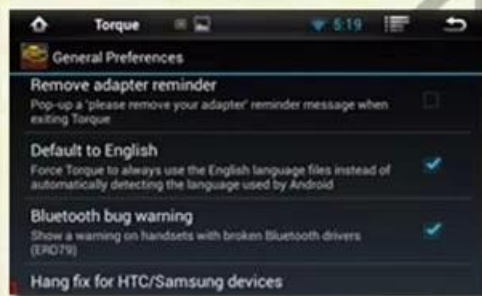 Torque
5:19
General Preferences
Remove adapter reminder
Pop-up a 'please remove your adapter' reminder message when
exiting Torque
Default to English
Force Torque to always use the English language files instead of
automatically detecting the language used by Android
Bluetooth bug warning
Show a warning on handsets with broken Bluetooth drivers
(ERD79)
Hang fix for HTC/Samsung devices